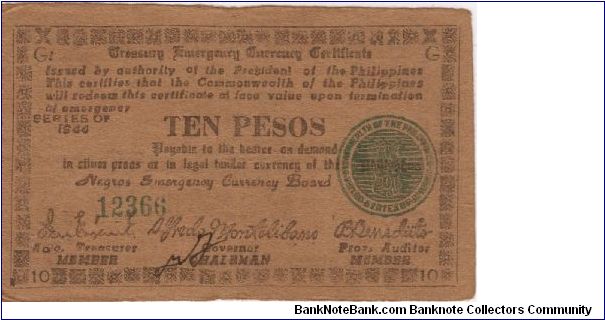 Treasury Emergency Currency Certificate
Issued by authority of the President of the Philippines
This certifies that the Commonwealth of the Philippines
will redeem this certificate at face value upon termination
of emergency
SERIES OF
1944
TEN PESOS
Payable to the bearer on demand
in silver pesos or in legal tender currency of the
Negros Emergency Currency Board
12366
Alfredo Montelibano
Treasurer Governor Prov. Auditor
MEMBER CHAIRMAN MEMBER
10 10
BankNoteBank.com Banknote Collectors Community